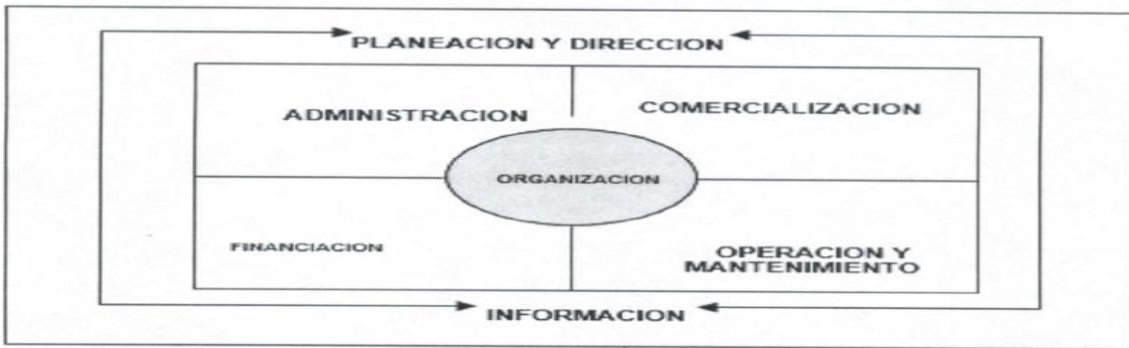 PLANEACION Y DIRECCION
ADMINISTRACION
COMERCIALIZACION
ORGANIZACION
FINANCIACION
OPERACION Y
MANTENIMIENTO
INFORMACION